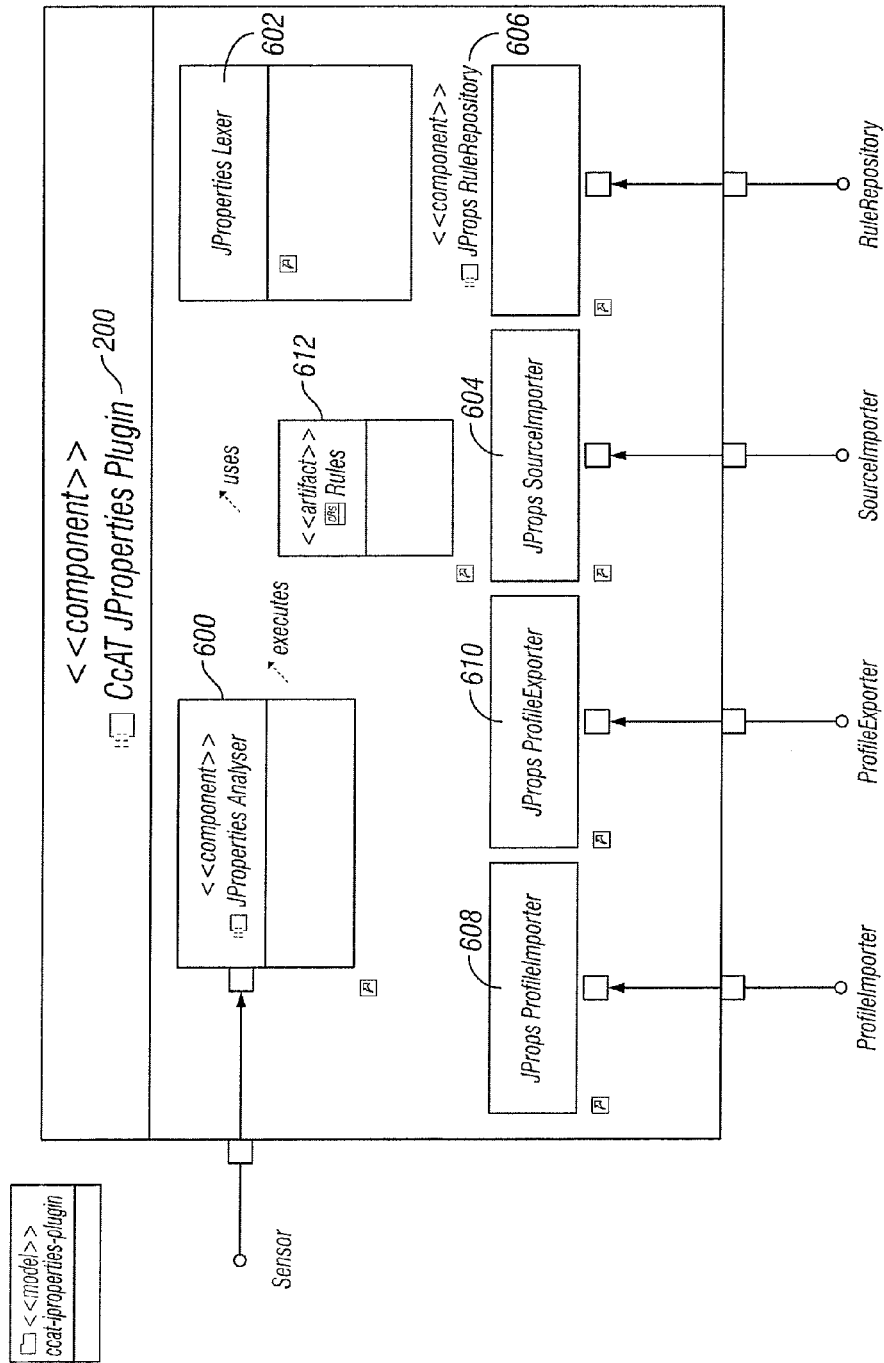 <<model>>
ccat-iproperties-plugin
<<component>>
CcAT JProperties Plugin
200
Sensor
<<component>>
JProperties Analyser
600
executes
uses
<<artifact>>
Rules
612
JProperties Lexer
602
JProps ProfileImporter
608
JProps ProfileExporter
610
JProps SourceImporter
604
<<component>>
JProps RuleRepository
606
ProfileImporter
ProfileExporter
SourceImporter
RuleRepository